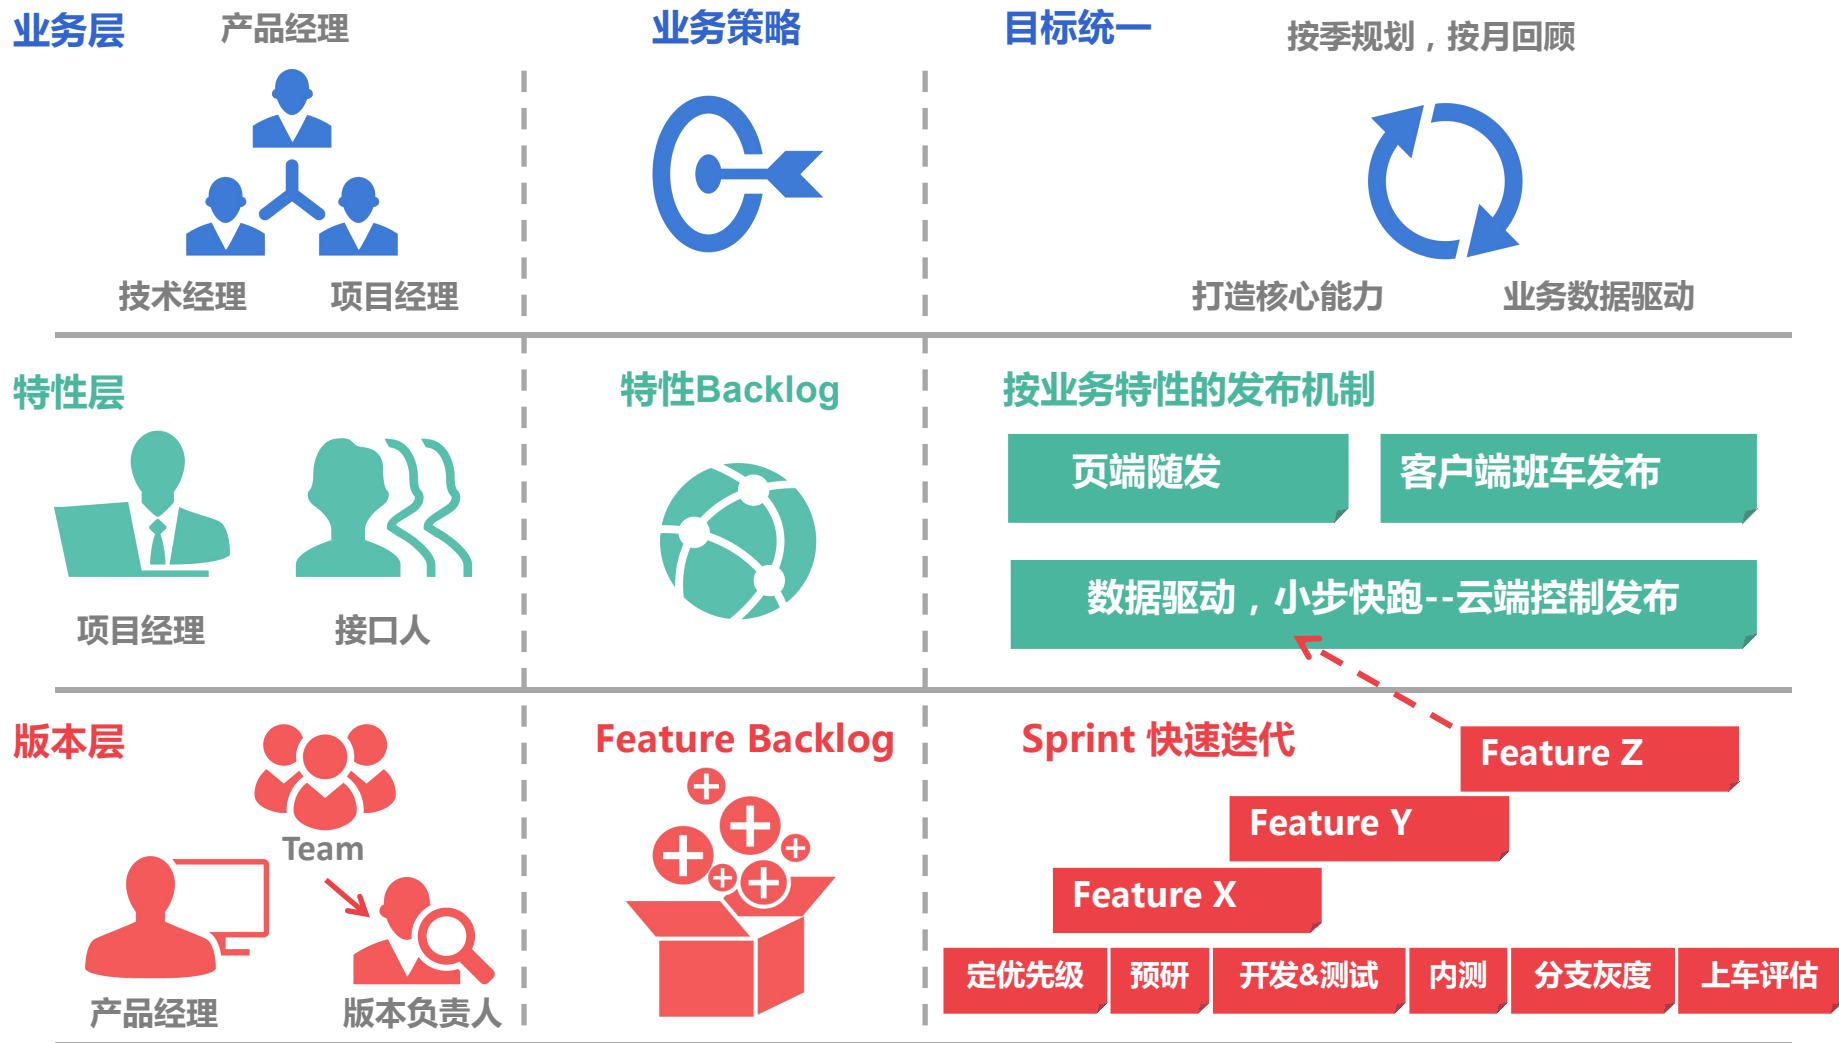 业务层
产品经理
技术经理
项目经理
业务策略
目标统一
按季规划，按月回顾
打造核心能力
业务数据驱动
特性层
项目经理
接口人
特性Backlog
按业务特性的发布机制
页端随发
客户端班车发布
数据驱动，小步快跑--云端控制发布
版本层
Team
产品经理
版本负责人
Feature Backlog
Sprint 快速迭代
Feature Z
Feature Y
Feature X
定优先级
预研
开发&测试
内测
分支灰度
上车评估